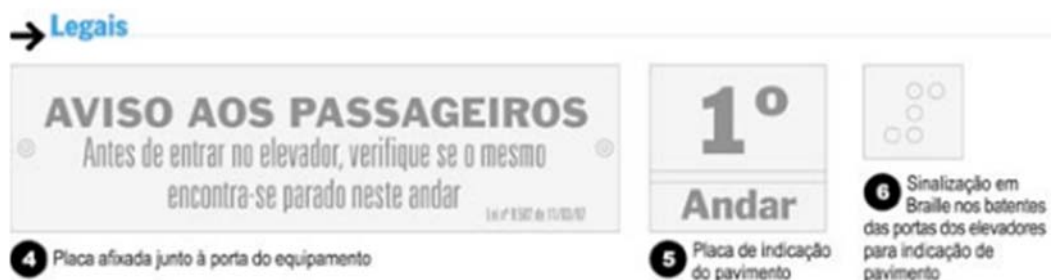 Legais
AVISO AOS PASSAGEIROS
Antes de entrar no elevador, verifique se o mesmo
encontra-se parado neste andar
1º
Andar
4 Placa afixada junto à porta do equipamento
5 Placa de indicação
do pavimento
6 Sinalização em
Braille nos batentes
das portas dos elevadores
para indicação de
pavimento